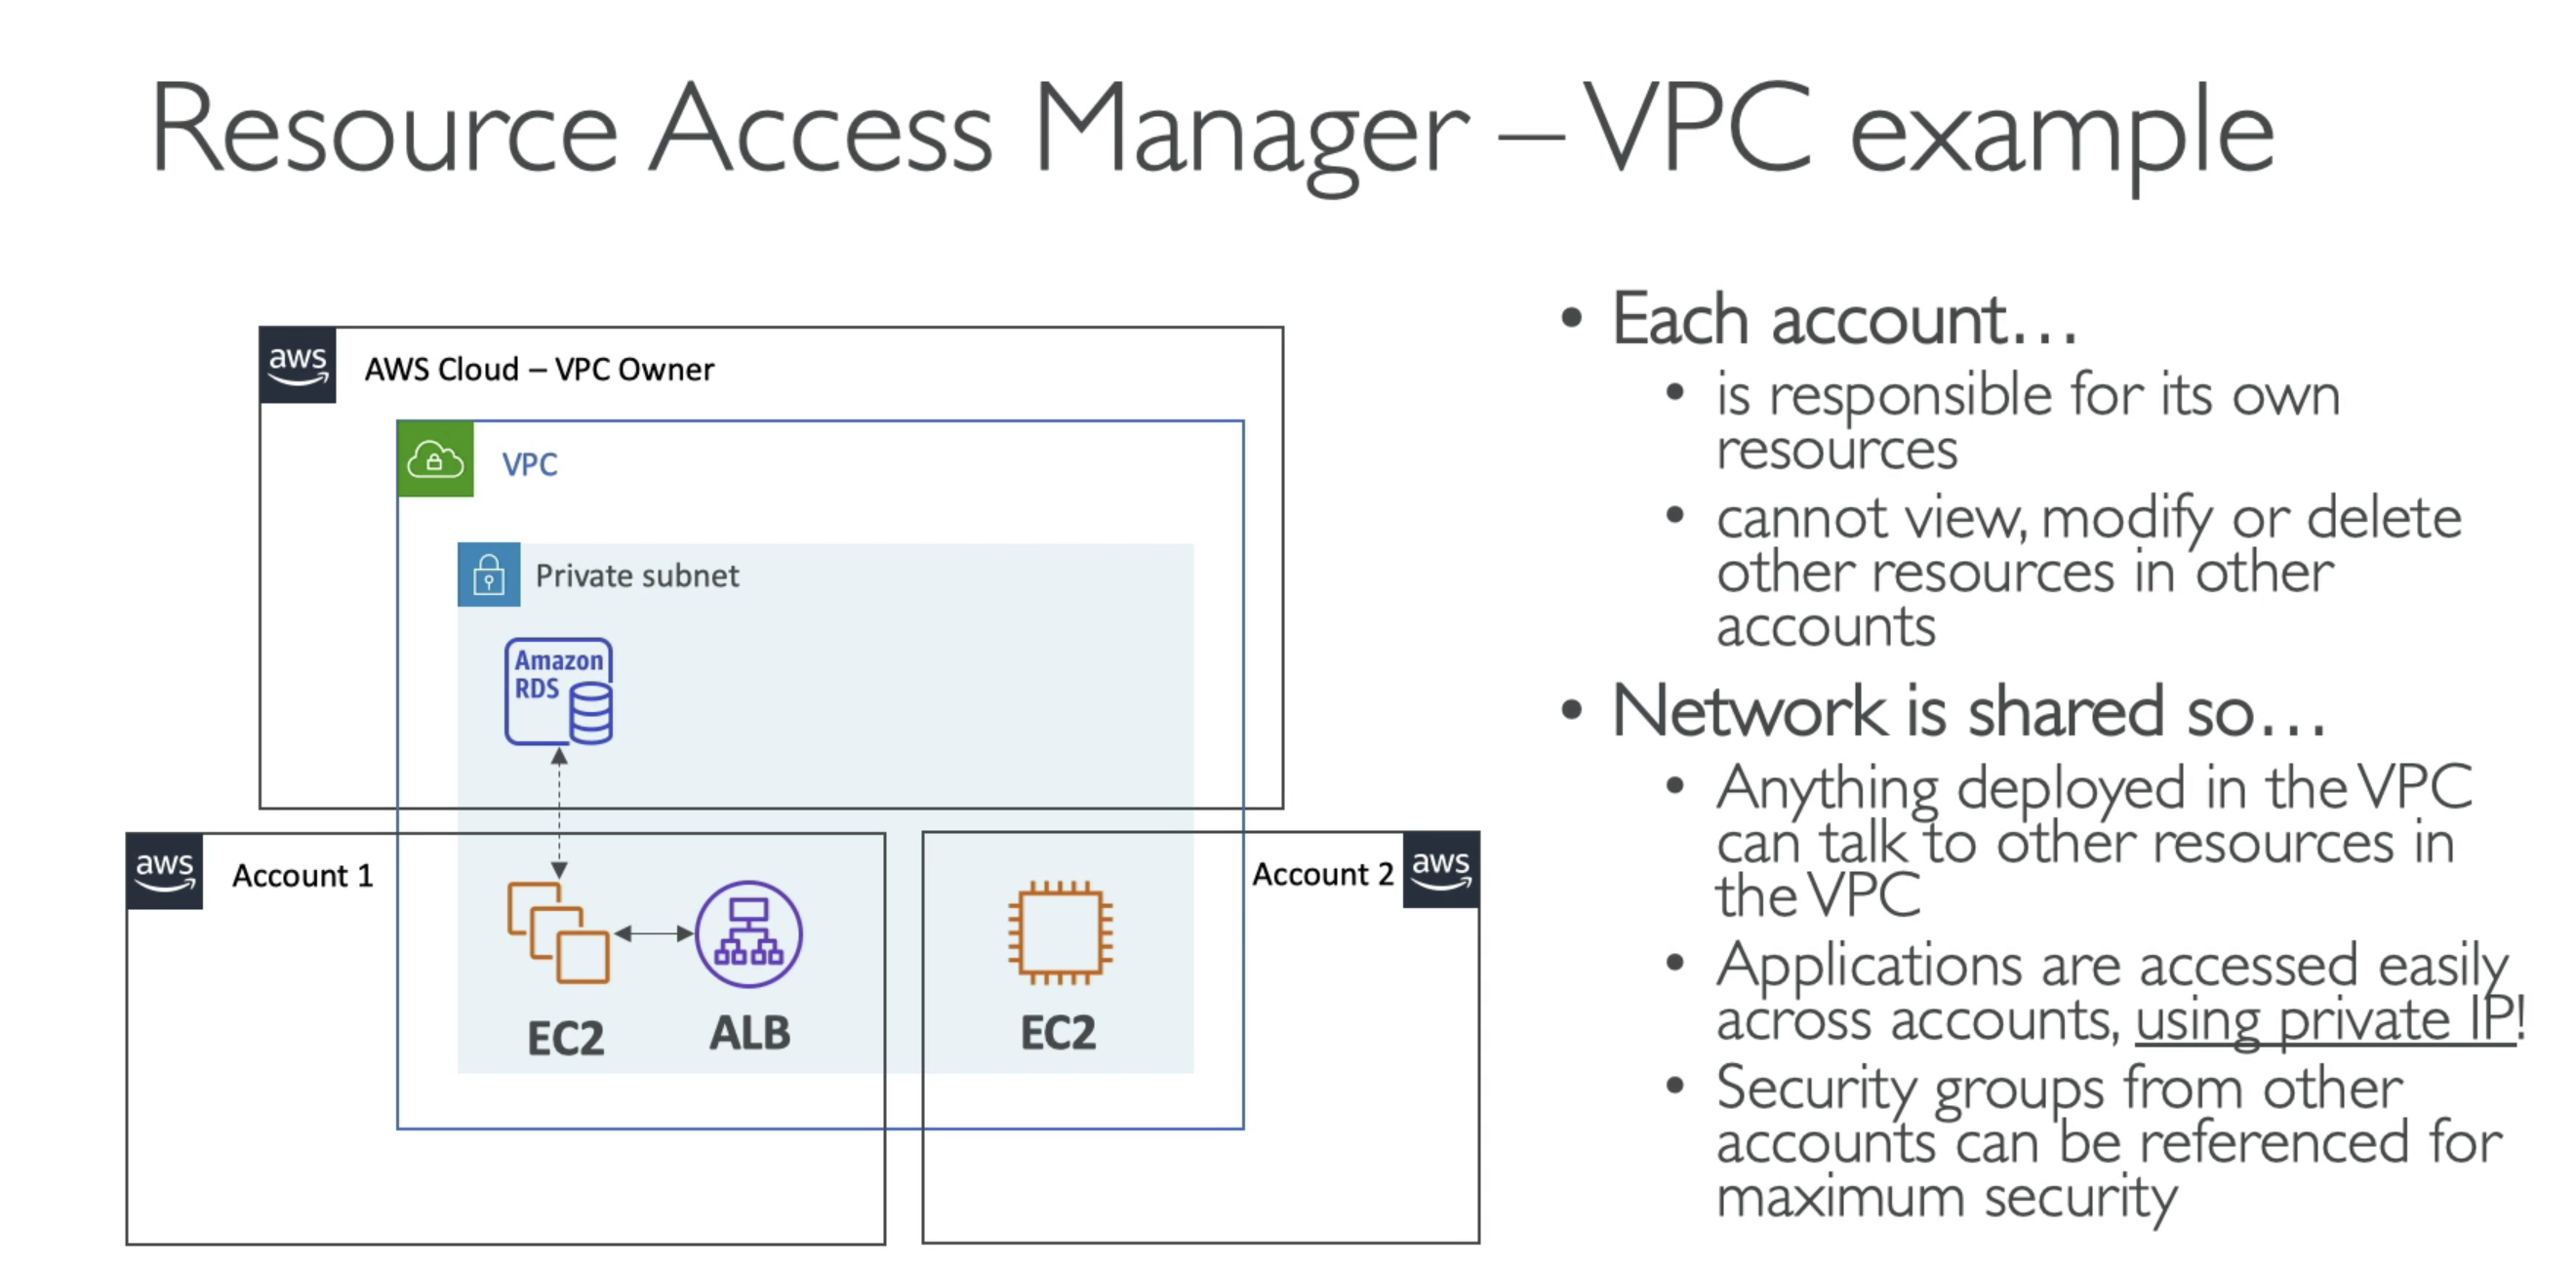 Resource Access Manager – VPC example
aws
AWS Cloud – VPC Owner
VPC
Private subnet
Amazon
RDS
aws
Account 1
EC2
ALB
Account 2
aws
EC2
• Each account…
• is responsible for its own
resources
• cannot view, modify or delete
other resources in other
accounts
• Network is shared so…
• Anything deployed in the VPC
can talk to other resources in
the VPC
• Applications are accessed easily
across accounts, using private IP!
• Security groups from other
accounts can be referenced for
maximum security